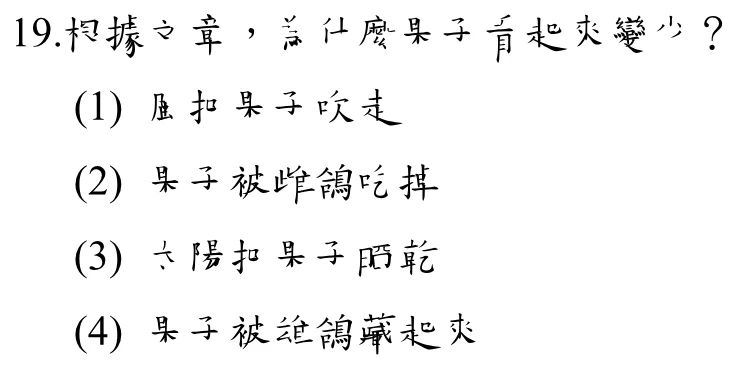 19.根據文章，為什麼果子看起來變少？
(1) 風把果子吹走
(2) 果子被雌鴿吃掉
(3) 太陽把果子晒乾
(4) 果子被雄鴿藏起來